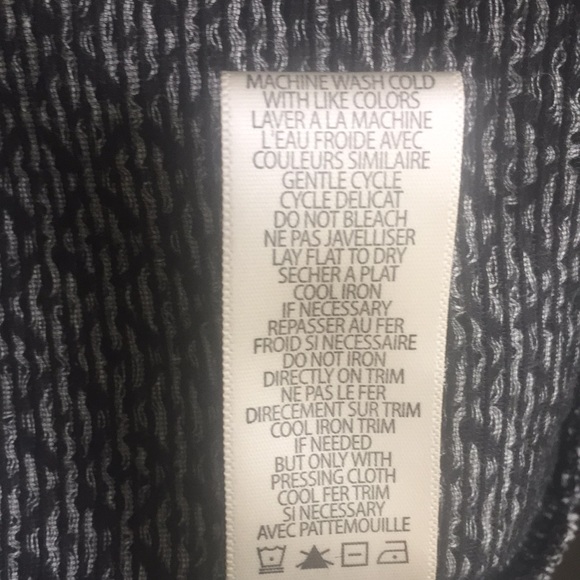 MACHINE WASH COLD
WITH LIKE COLORS
LAVER A LA MACHINE
L'EAU FROIDE AVEC
COULEURS SIMILAIRE
GENTLE CYCLE
CYCLE DELICAT
DO NOT BLEACH
NE PAS JAVELLISER
LAY FLAT TO DRY
SECHER A PLAT
COOL IRON
IF NECESSARY
REPASSER AU FER
FROID SI NECESSAIRE
DO NOT IRON
DIRECTLY ON TRIM
NE PAS LE FER
DIRECEMENT SUR TRIM
COOL IRON TRIM
IF NEEDED
BUT ONLY WITH
PRESSING CLOTH
COOL FER TRIM
SI NECESSARY
AVEC PATTEMOUILLE